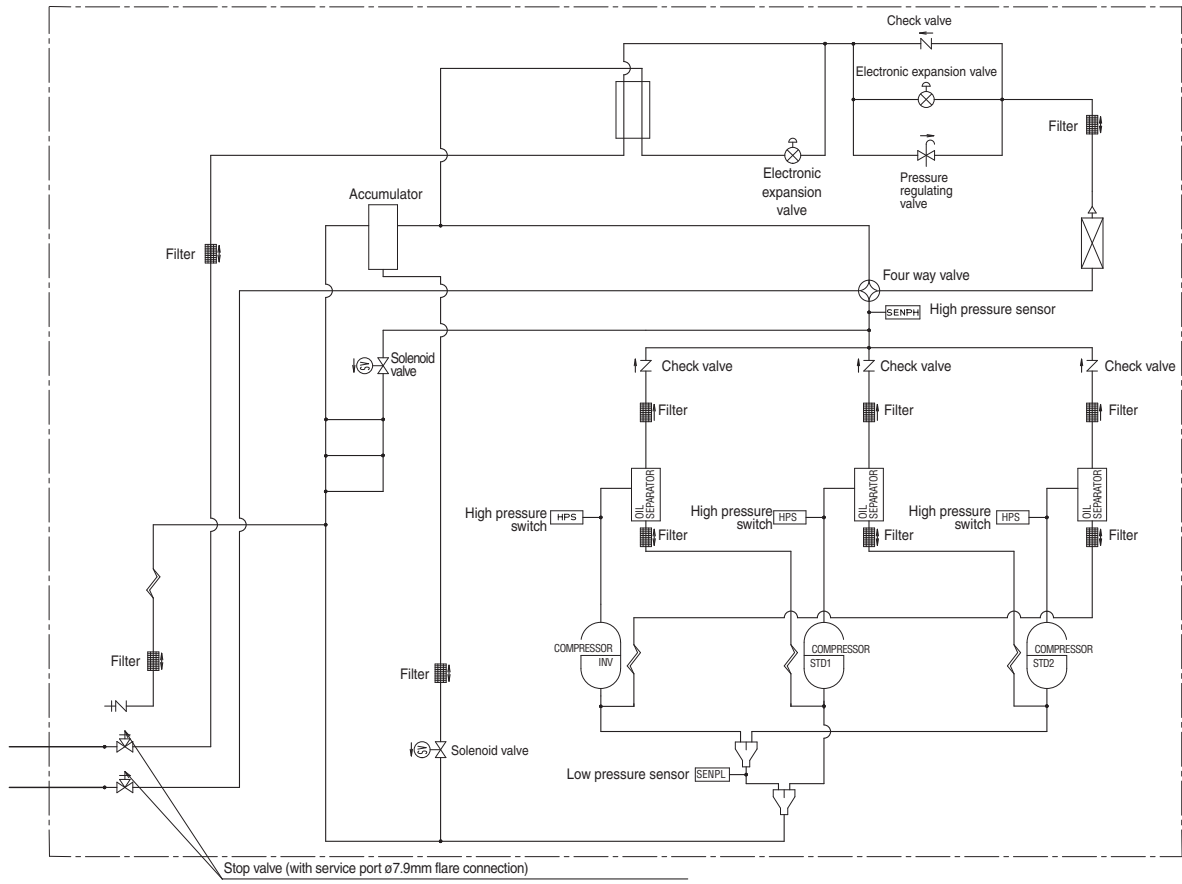 Check valve
Electronic expansion valve
Filter
Electronic
expansion
valve
Pressure
regulating
valve
Accumulator
Filter
Four way valve
SENPH
High pressure sensor
SV
Solenoid
valve
Check valve
Check valve
Check valve
Filter
Filter
Filter
OIL
SEPARATOR
OIL
SEPARATOR
OIL
SEPARATOR
High pressure
switch
HPS
High pressure
switch
HPS
High pressure
switch
HPS
Filter
Filter
Filter
COMPRESSOR
INV
COMPRESSOR
STD1
COMPRESSOR
STD2
Filter
Filter
SV
Solenoid valve
Low pressure sensor
SENPL
Stop valve (with service port ø7.9mm flare connection)